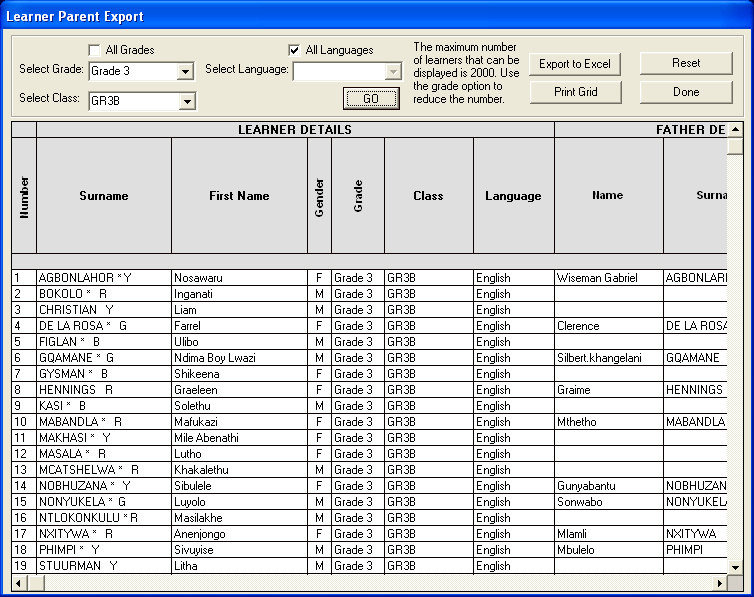 Learner Parent Export
All Grades
All Languages
Select Grade: Grade 3
Select Language:
Select Class: GR3B
GO
The maximum number
of learners that can be
displayed is 2000. Use
the grade option to
reduce the number.
Export to Excel
Reset
Print Grid
Done
LEARNER DETAILS FATHER DE
Number Surname First Name Gender Grade Class Language Name Surna
1 AGBONLAHOR * Y Nosawaru F Grade 3 GR3B English Wiseman Gabriel AGBONLAR
2 BOKOLO * R Inganati M Grade 3 GR3B English
3 CHRISTIAN Y Liam M Grade 3 GR3B English
4 DE LA ROSA * G Farrel F Grade 3 GR3B English Clerence DE LA ROSA
5 FIGLAN * B Ulibo M Grade 3 GR3B English
6 GQAMANE * G Ndima Boy Lwazi M Grade 3 GR3B English Silbert.khangelani GQAMANE
7 GYSMAN * B Shikeena F Grade 3 GR3B English
8 HENNINGS R Graeleen F Grade 3 GR3B English Graime HENNINGS
9 KASI * B Solethu M Grade 3 GR3B English
10 MABANDLA * R Mafukazi F Grade 3 GR3B English Mthetho MABANDLA
11 MAKHASI * Y Mile Abenathi F Grade 3 GR3B English
12 MASALA * R Lutho F Grade 3 GR3B English
13 MCATSHELWA * R Khakalethu M Grade 3 GR3B English
14 NOBHUZANA * Y Sibulele F Grade 3 GR3B English Gunyabantu NOBHUZAN
15 NONYUKELA * G Luyolo M Grade 3 GR3B English Sonwabo NONYUKEL
16 NTLOKONKULU * R Masilakhe M Grade 3 GR3B English
17 NXITYWA * R Anenjongo F Grade 3 GR3B English Mlamli NXITYWA
18 PHIMPI * Y Sivuyise M Grade 3 GR3B English Mbulelo PHIMPI
19 STUURMAN Y Litha M Grade 3 GR3B English